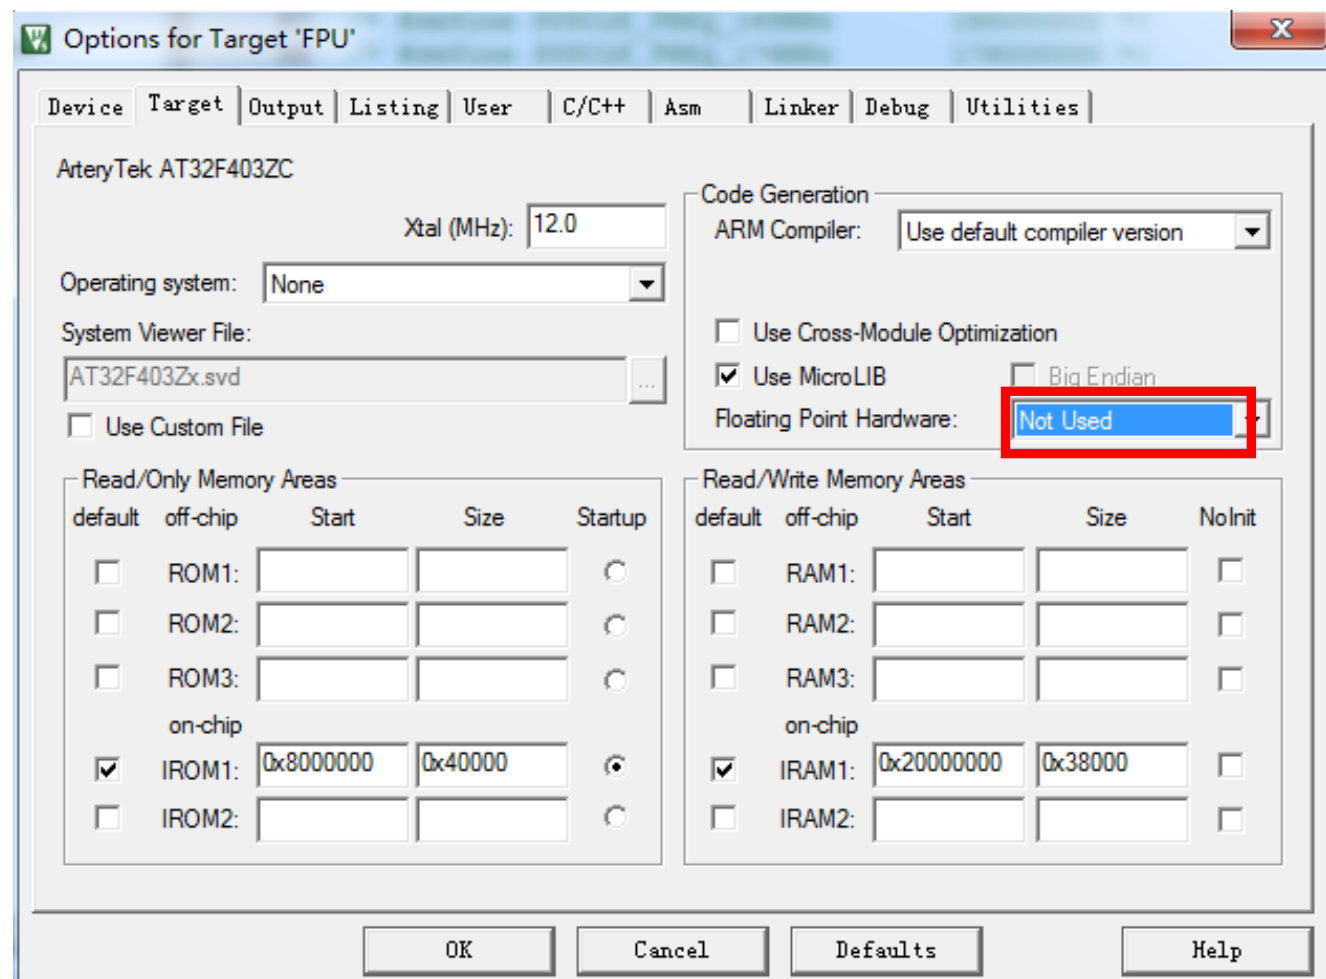 Options for Target 'FPU'
Device Target Output Listing User C/C++ Asm Linker Debug Utilities
ArteryTek AT32F403ZC
Xtal (MHz): 12.0
Operating system: None
System Viewer File:
AT32F403Zx.svd ...
Use Custom File
Code Generation
ARM Compiler: Use default compiler version
Use Cross-Module Optimization
Use MicroLIB Big Endian
Floating Point Hardware: Not Used
Read/Only Memory Areas
default off-chip Start Size Startup
ROM1:
ROM2:
ROM3:
on-chip
IROM1: 0x8000000 0x40000
IROM2:
Read/Write Memory Areas
default off-chip Start Size NoInit
RAM1:
RAM2:
RAM3:
on-chip
IRAM1: 0x20000000 0x38000
IRAM2:
OK Cancel Defaults Help